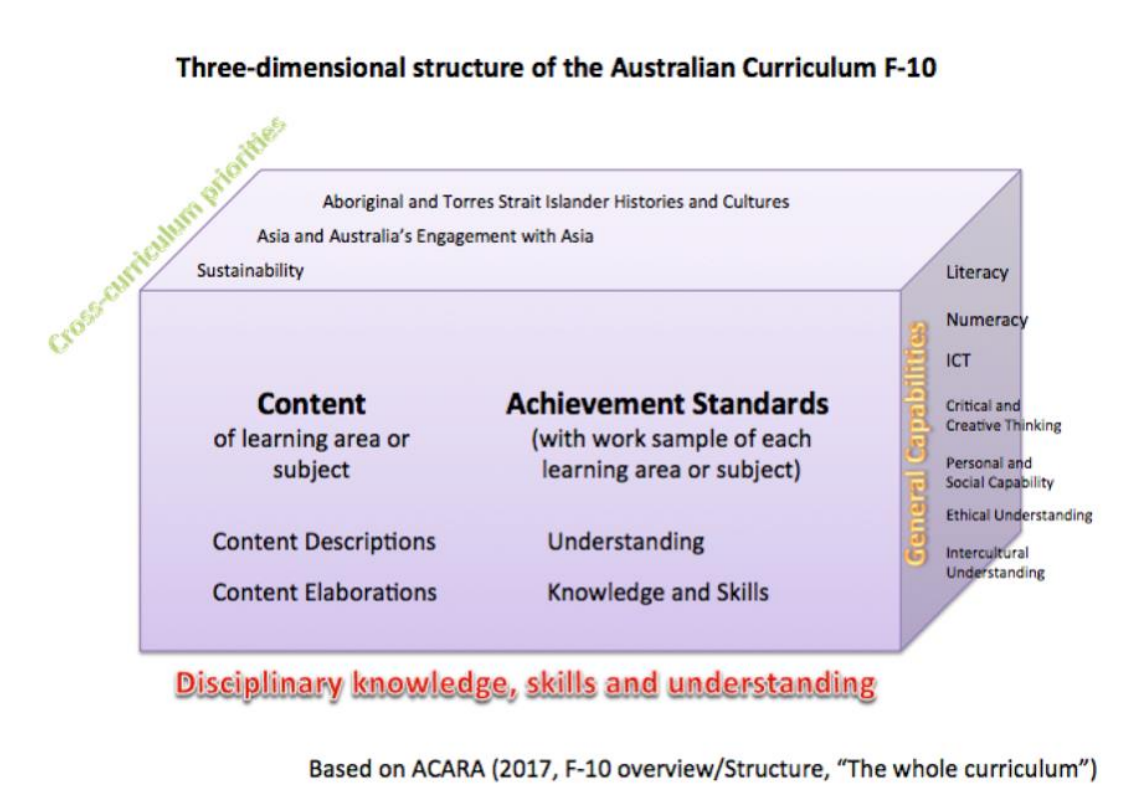 Three-dimensional structure of the Australian Curriculum F-10
Cross-curriculum priorities
Aboriginal and Torres Strait Islander Histories and Cultures
Asia and Australia's Engagement with Asia
Sustainability
Content
of learning area or
subject
Content Descriptions
Content Elaborations
Achievement Standards
(with work sample of each
learning area or subject)
Understanding
Knowledge and Skills
General Capabilities
Literacy
Numeracy
ICT
Critical and
Creative Thinking
Personal and
Social Capability
Ethical Understanding
Intercultural
Understanding
Disciplinary knowledge, skills and understanding
Based on ACARA (2017, F-10 overview/Structure, “The whole curriculum”)